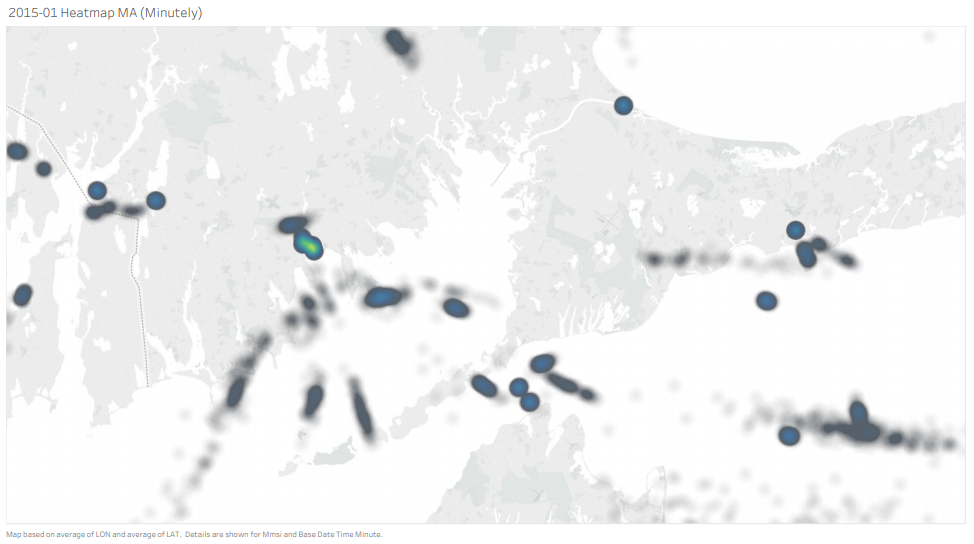 2015-01 Heatmap MA (Minutely)
Map based on average of LON and average of LAT. Details are shown for Mmsi and Base Date Time Minute.